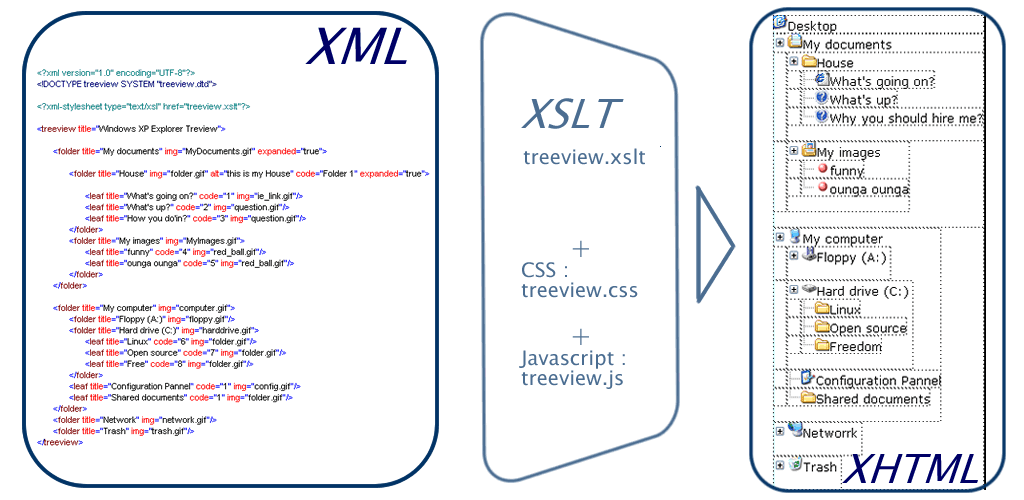 XML
<?xml version="1.0" encoding="UTF-8"?>
<!DOCTYPE treeview SYSTEM "treeview.dtd">
<?xml-stylesheet type="text/xsl" href="treeview.xslt"?>
<treeview title="Windows XP Explorer Treview">
<folder title="My documents" img="MyDocuments.gif" expanded="true">
<folder title="House" img="folder.gif" alt="this is my House" code="Folder 1" expanded="true">
<leaf title="What's going on?" code="1" img="ie_link.gif"/>
<leaf title="What's up?" code="2" img="question.gif"/>
<leaf title="How you do'in?" code="3" img="question.gif"/>
</folder>
<folder title="My images" img="MyImages.gif">
<leaf title="funny" code="4" img="red_ball.gif"/>
<leaf title="ounga ounga" code="5" img="red_ball.gif"/>
</folder>
</folder>
<folder title="My computer" img="computer.gif">
<folder title="Floppy (A:)" img="floppy.gif"/>
<folder title="Hard drive (C:)" img="harddrive.gif">
<leaf title="Linux" code="6" img="folder.gif"/>
<leaf title="Open source" code="7" img="folder.gif"/>
<leaf title="Free" code="8" img="folder.gif"/>
</folder>
<leaf title="Configuration Pannel" code="1" img="config.gif"/>
<leaf title="Shared documents" code="1" img="folder.gif"/>
</folder>
<folder title="Network" img="network.gif"/>
<folder title="Trash" img="trash.gif"/>
</treeview>
XSLT
treeview.xslt
+
CSS :
treeview.css
+
Javascript :
treeview.js
Desktop
My documents
House
What's going on?
What's up?
Why you should hire me?
My images
funny
ounga ounga
My computer
Floppy (A:)
Hard drive (C:)
Linux
Open source
Freedom
Configuration Pannel
Shared documents
Networrk
Trash
XHTML